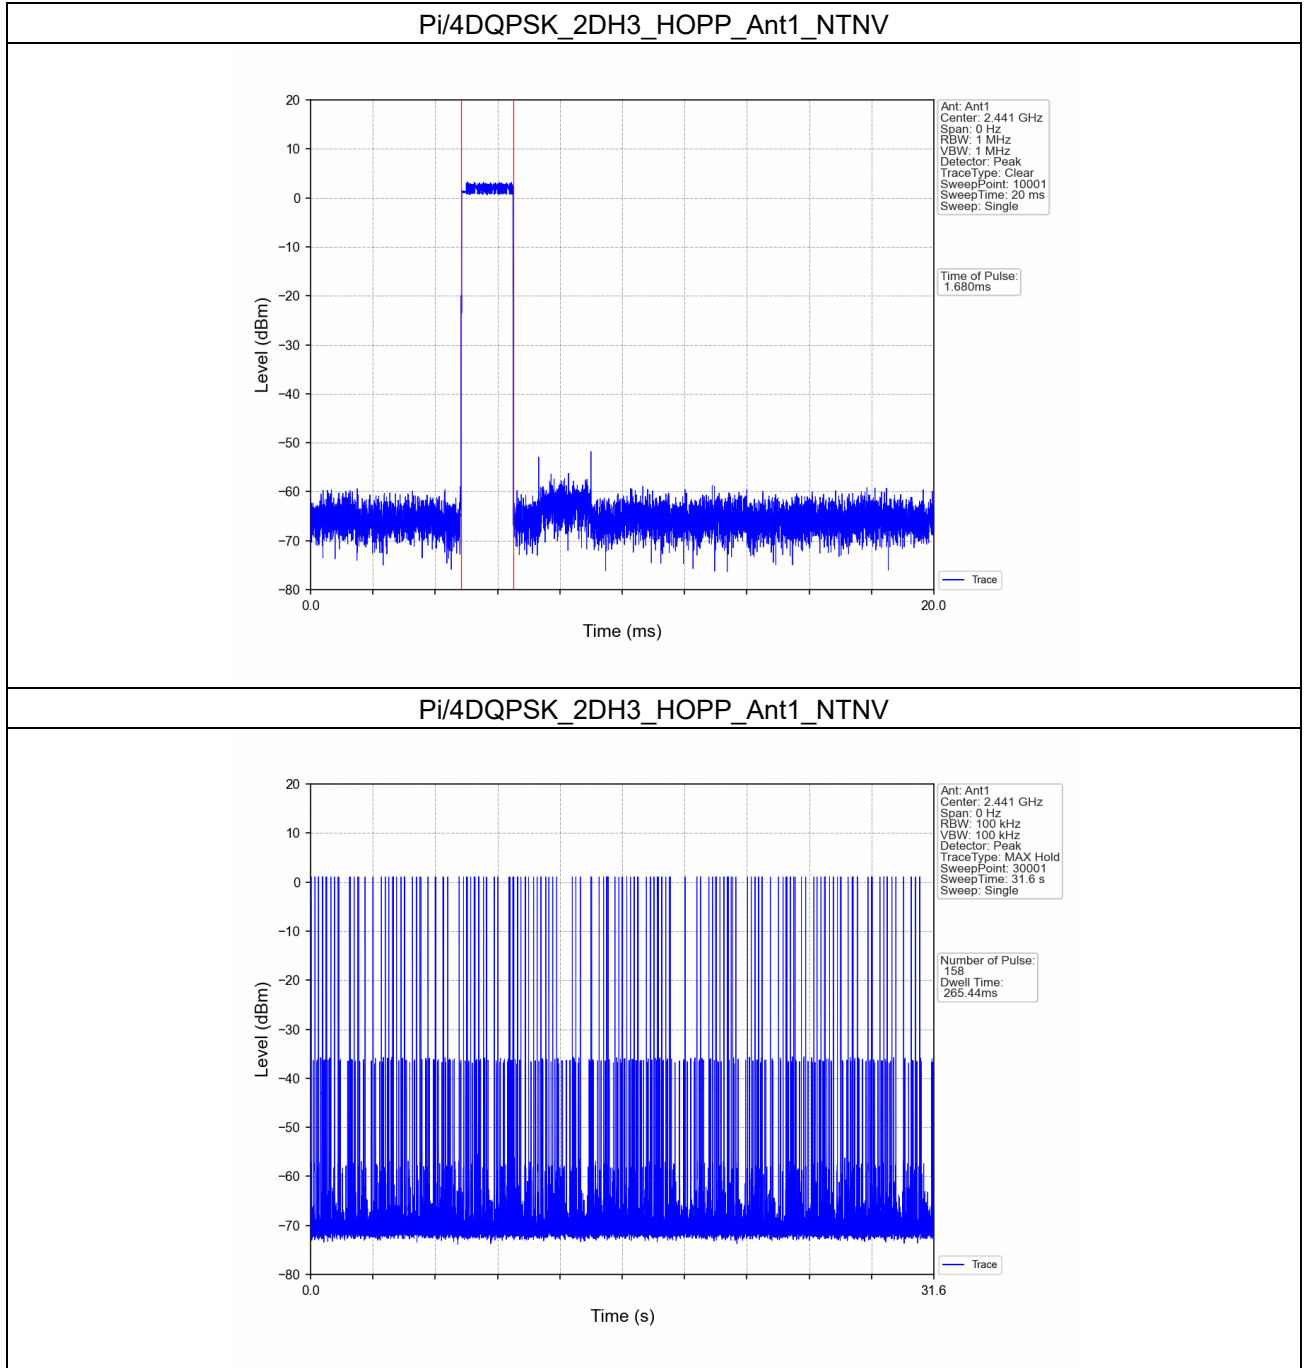 Pi/4DQPSK_2DH3_HOPP_Ant1_NTNV
20
10
0
−10
−20
−30
−40
−50
−60
−70
−80
Level (dBm)
0.0
20.0
Time (ms)
Ant: Ant1
Center: 2.441 GHz
Span: 0 Hz
RBW: 1 MHz
VBW: 1 MHz
Detector: Peak
TraceType: Clear
SweepPoint: 10001
SweepTime: 20 ms
Sweep: Single
Time of Pulse:
1.680ms
Trace
Pi/4DQPSK_2DH3_HOPP_Ant1_NTNV
20
10
0
−10
−20
−30
−40
−50
−60
−70
−80
Level (dBm)
0.0
31.6
Time (s)
Ant: Ant1
Center: 2.441 GHz
Span: 0 Hz
RBW: 100 kHz
VBW: 100 kHz
Detector: Peak
TraceType: MAX Hold
SweepPoint: 30001
SweepTime: 31.6 s
Sweep: Single
Number of Pulse:
158
Dwell Time:
265.44ms
Trace